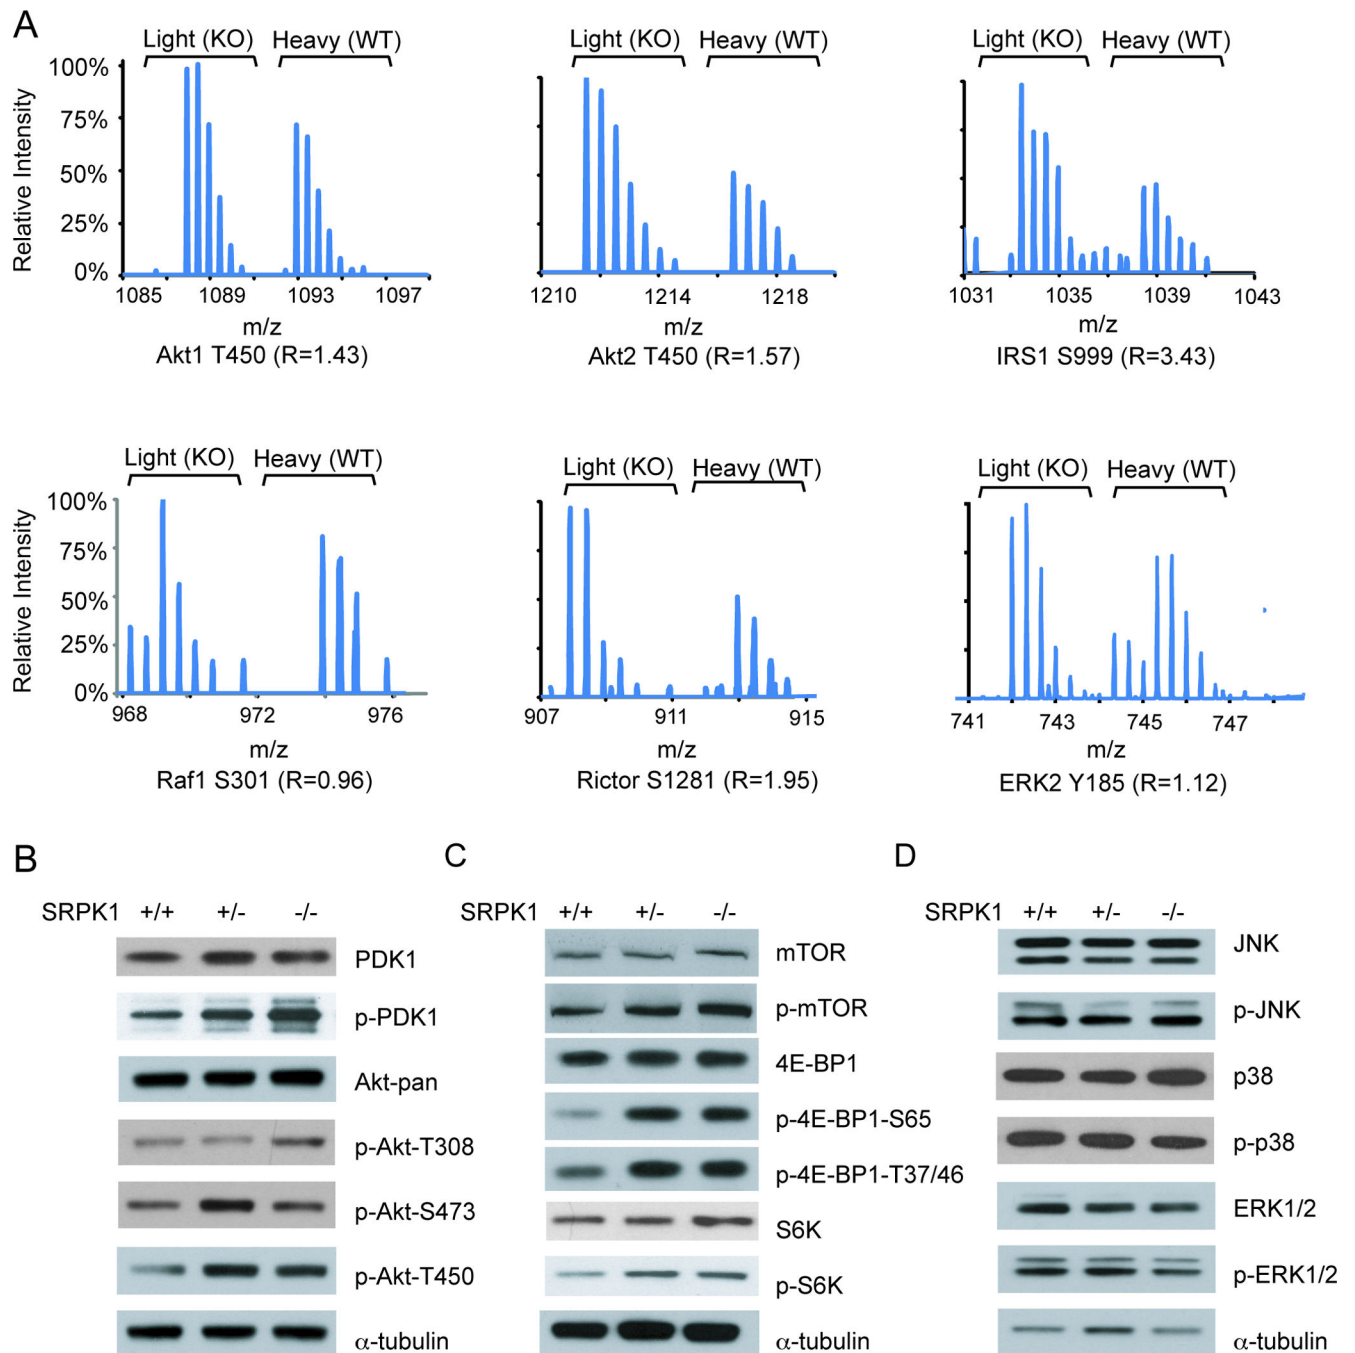 A
Light (KO) Heavy (WT)
Light (KO) Heavy (WT)
Light (KO) Heavy (WT)
Relative Intensity
100%
75%
50%
25%
0%
1085 1089 1093 1097
1210 1214 1218
1031 1035 1039 1043
m/z
m/z
m/z
Akt1 T450 (R=1.43)
Akt2 T450 (R=1.57)
IRS1 S999 (R=3.43)
Light (KO) Heavy (WT)
Light (KO) Heavy (WT)
Light (KO) Heavy (WT)
Relative Intensity
100%
75%
50%
25%
0%
968 972 976
907 911 915
741 743 745 747
m/z
m/z
m/z
Raf1 S301 (R=0.96)
Rictor S1281 (R=1.95)
ERK2 Y185 (R=1.12)
B
SRPK1 +/+ +/- -/-
PDK1
p-PDK1
Akt-pan
p-Akt-T308
p-Akt-S473
p-Akt-T450
α-tubulin
C
SRPK1 +/+ +/- -/-
mTOR
p-mTOR
4E-BP1
p-4E-BP1-S65
p-4E-BP1-T37/46
S6K
p-S6K
α-tubulin
D
SRPK1 +/+ +/- -/-
JNK
p-JNK
p38
p-p38
ERK1/2
p-ERK1/2
α-tubulin